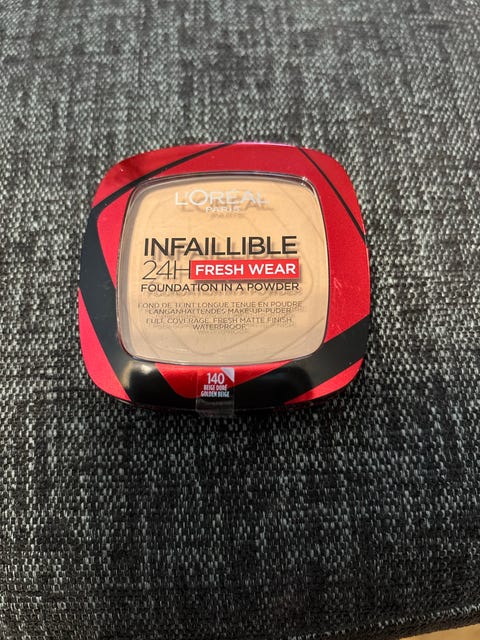 L'ORÉAL
PARIS
INFAILLIBLE
24H FRESH WEAR
FOUNDATION IN A POWDER
FOND DE TEINT LONGUE TENUE EN POUDRE
LANGANHALTENDES MAKE-UP-PUDER
FULL COVERAGE. FRESH MATTE FINISH.
WATERPROOF.
140
BEIGE DORÉ
GOLDEN BEIGE